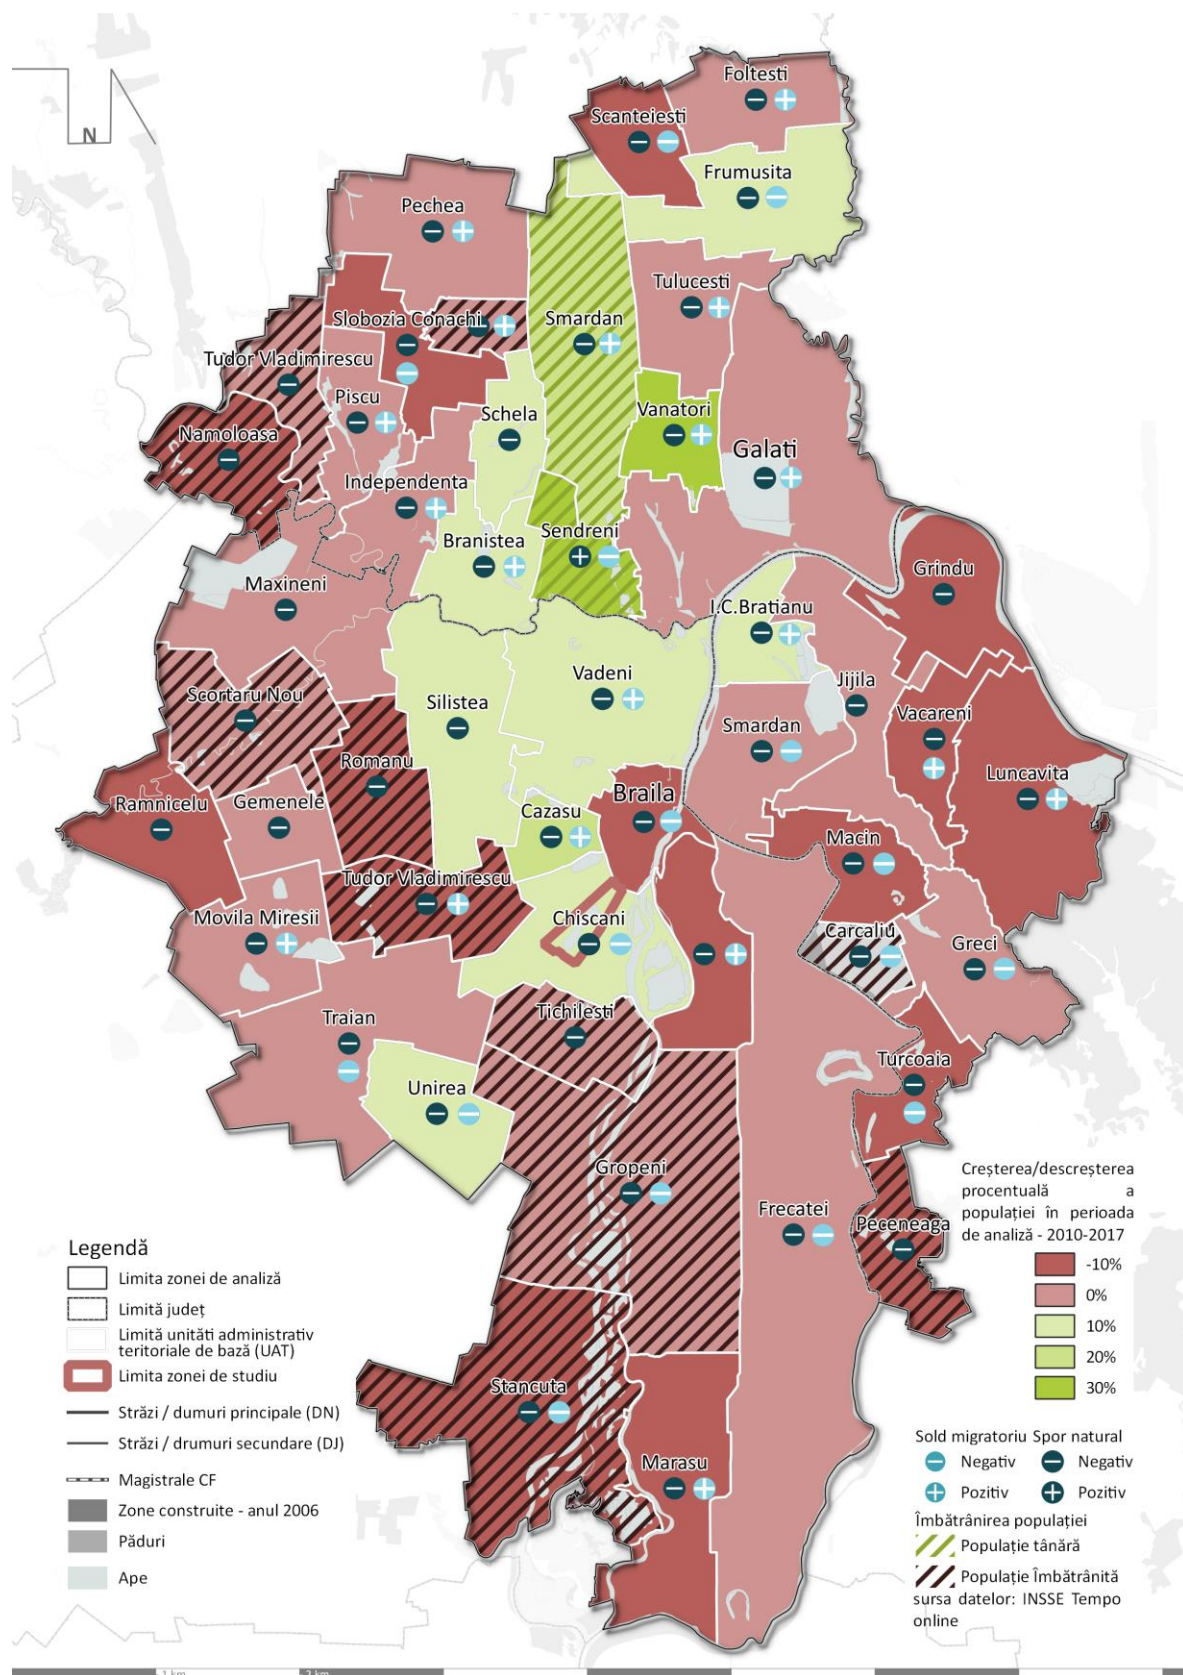 Foltesti
Scanteiesti
Frumusita
Pechea
N
Tulucesti
Slobozia Conachi
Smardan
Tudor Vladimirescu
Piscu
Schela
Vanatori
Namoloasa
Galati
Independenta
Branistea
Sendreni
Grindu
Maxineni
I.C.Bratianu
Vadeni
Jijila
Scortaru Nou
Silistea
Smardan
Vacareni
Romanu
Luncavita
Ramnicelu
Gemenele
Cazasu
Braila
Macin
Tudor Vladimirescu
Movila Miresii
Chiscani
Carcaliu
Greci
Traian
Tichilesti
Turcoaia
Unirea
Gropeni
Frecatei
Peceneaga
Stancuta
Marasu
Legendă
Limita zonei de analiză
Limită județ
Limită unităti administrativ
teritoriale de bază (UAT)
Limita zonei de studiu
Străzi / dumuri principale (DN)
Străzi / drumuri secundare (DJ)
Magistrale CF
Zone construite - anul 2006
Păduri
Ape
Creșterea/descreșterea
procentuală a
populației în perioada
de analiză - 2010-2017
-10%
0%
10%
20%
30%
Sold migratoriu Spor natural
Negativ Negativ
Pozitiv Pozitiv
Îmbătrânirea populației
Populație tânără
Populație Îmbătrânită
sursa datelor: INSSE Tempo
online
1 km 2 km